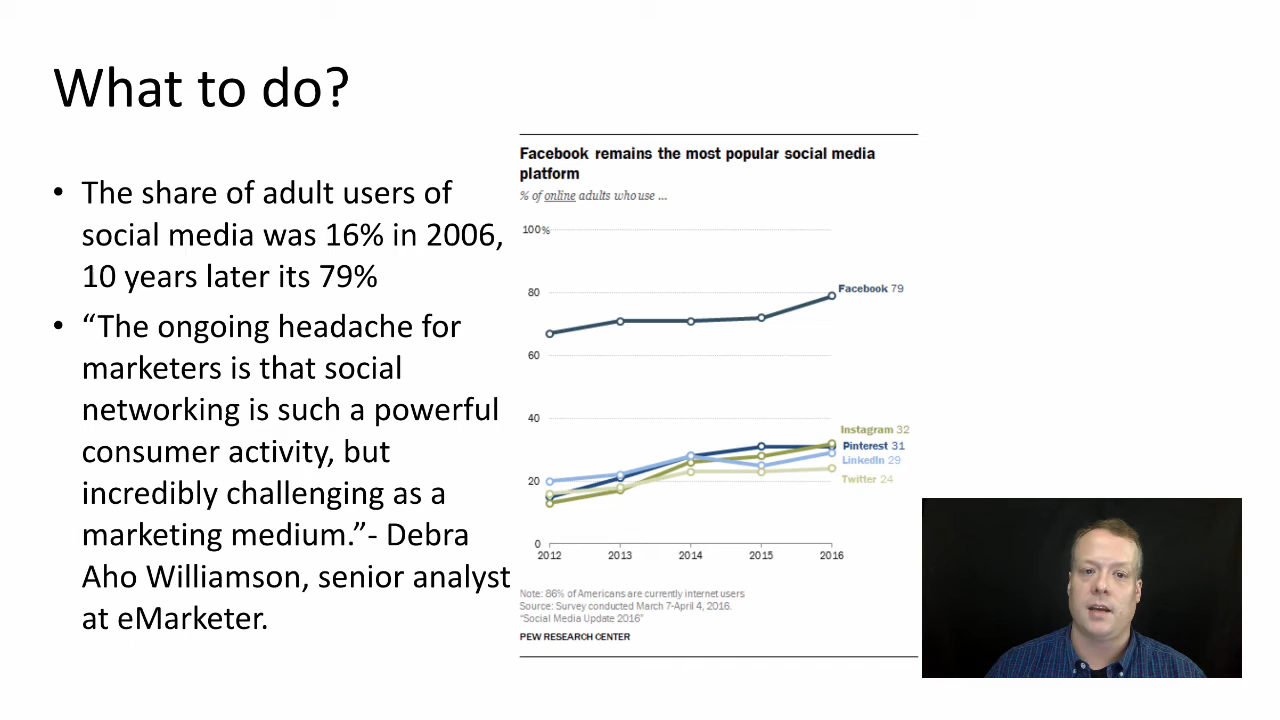 What to do?
• The share of adult users of
social media was 16% in 2006,
10 years later its 79%
• “The ongoing headache for
marketers is that social
networking is such a powerful
consumer activity, but
incredibly challenging as a
marketing medium.”- Debra
Aho Williamson, senior analyst
at eMarketer.
Facebook remains the most popular social media
platform
% of online adults who use ...
100%
80
60
40
20
0
Facebook 79
Instagram 32
Pinterest 31
LinkedIn 29
Twitter 24
2012 2013 2014 2015 2016
Note: 86% of Americans are currently internet users
Source: Survey conducted March 7-April 4, 2016.
"Social Media Update 2016"
PEW RESEARCH CENTER